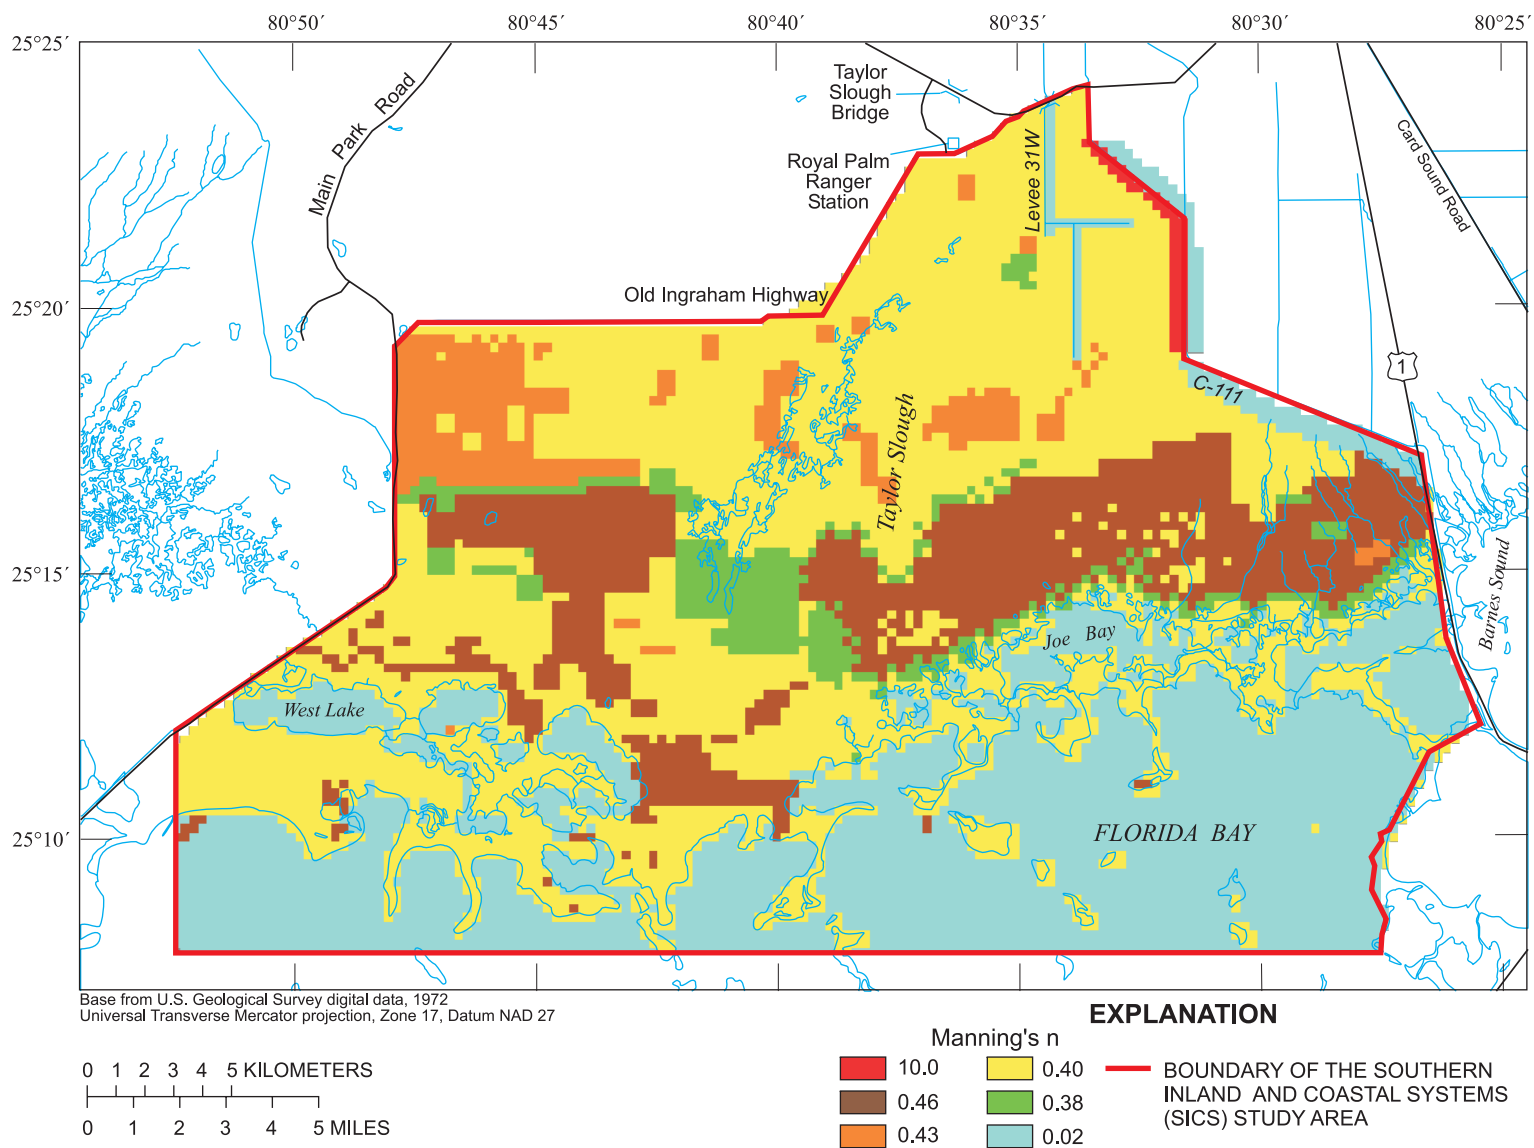 80°50′ 80°45′ 80°40′ 80°35′ 80°30′ 80°25′
25°25′
25°20′
25°15′
25°10′
Main Park Road
Taylor
Slough
Bridge
Royal Palm
Ranger
Station
Levee 31W
Card Sound Road
Old Ingraham Highway
1
C-111
Taylor Slough
Barnes Sound
Joe Bay
West Lake
FLORIDA BAY
Base from U.S. Geological Survey digital data, 1972
Universal Transverse Mercator projection, Zone 17, Datum NAD 27
0 1 2 3 4 5 KILOMETERS
0 1 2 3 4 5 MILES
EXPLANATION
Manning's n
10.0
0.46
0.43
0.40
0.38
0.02
BOUNDARY OF THE SOUTHERN
INLAND AND COASTAL SYSTEMS
(SICS) STUDY AREA